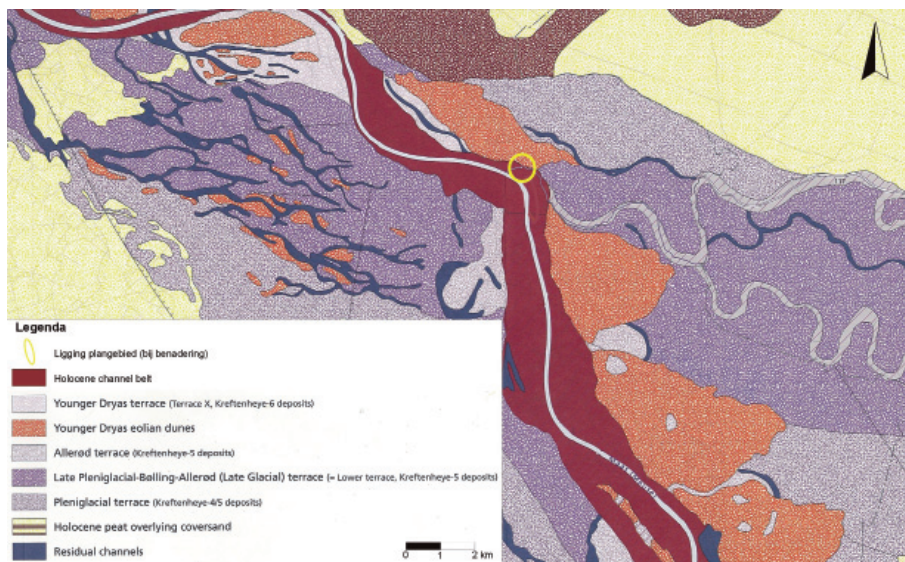 Legenda
Ligging plangebied (bij benadering)
Holocene channel belt
Younger Dryas terrace (Terrace X, Kreftenheye-6 deposits)
Younger Dryas eolian dunes
Allerød terrace (Kreftenheye-5 deposits)
Late Pleniglacial-Bølling-Allerød (Late Glacial) terrace (= Lower terrace, Kreftenheye-5 deposits)
Pleniglacial terrace (Kreftenheye-4/5 deposits)
Holocene peat overlying coversand
Residual channels
0 1 2 km